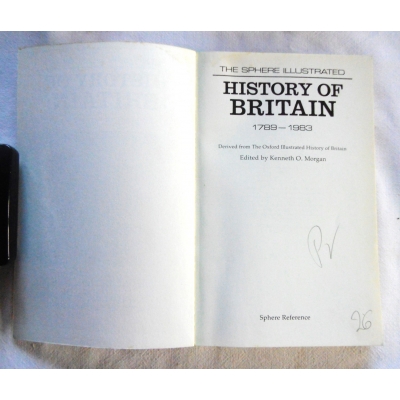 THE SPHERE ILLUSTRATED
HISTORY OF
BRITAIN
1789–1983
Derived from The Oxford Illustrated History of Britain
Edited by Kenneth O. Morgan
Sphere Reference
26